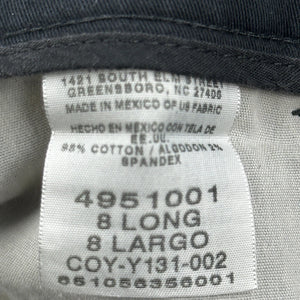 1421 SOUTH ELM STREET
GREENSBORO, NC 27406
MADE IN MEXICO OF US FABRIC
HECHO EN MEXICO CON TELA DE
EE.UU.
98% COTTON / ALGODON 2%
SPANDEX
4951001
8 LONG
8 LARGO
COY-Y131-002
651056356001